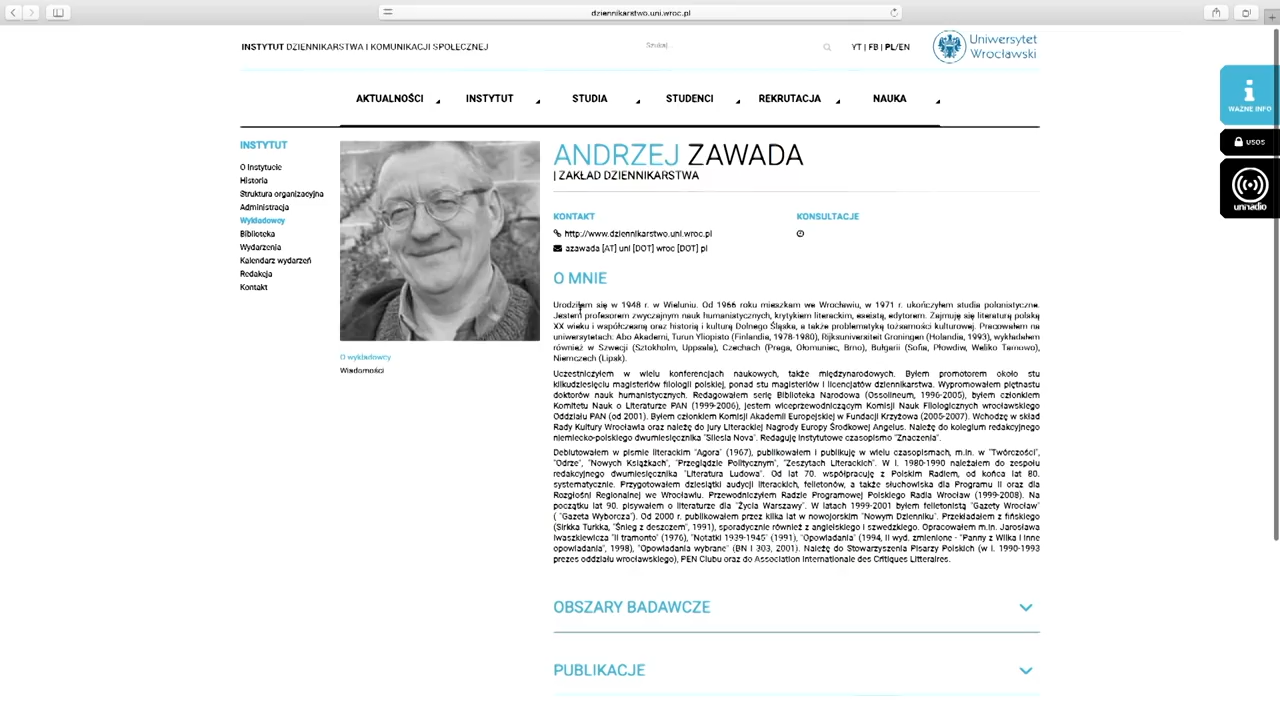 dziennikarstwo.uni.wroc.pl
INSTYTUT DZIENNIKARSTWA I KOMUNIKACJI SPOŁECZNEJ
Szukaj...
YT | FB | PL/EN
Uniwersytet
Wrocławski
AKTUALNOŚCI
INSTYTUT
STUDIA
STUDENCI
REKRUTACJA
NAUKA
WAŻNE INFO
USOS
unradio
INSTYTUT
O Instytucie
Historia
Struktura organizacyjna
Administracja
Wykładowcy
Biblioteka
Wydarzenia
Kalendarz wydarzeń
Redakcja
Kontakt
O wykładowcy
Wiadomości
ANDRZEJ ZAWADA
| ZAKŁAD DZIENNIKARSTWA
KONTAKT
http://www.dziennikarstwo.uni.wroc.pl
azawada [AT] uni [DOT] wroc [DOT] pl
KONSULTACJE
O MNIE
Urodziłem się w 1948 r. w Wieluniu. Od 1966 roku mieszkam we Wrocławiu, w 1971 r. ukończyłem studia polonistyczne.
Jestem profesorem zwyczajnym nauk humanistycznych, krytykiem literackim, eseistą, edytorem. Zajmuję się literaturą polską
XX wieku i współczesną oraz historią i kulturą Dolnego Śląska, a także problematyką tożsamości kulturowej. Pracowałem na
uniwersytetach: Abo Akademi, Turun Yliopisto (Finlandia, 1978-1980), Rijksuniversiteit Groningen (Holandia, 1993), wykładałem
również w Szwecji (Sztokholm, Uppsala), Czechach (Praga, Ołomuniec, Brno), Bułgarii (Sofia, Płowdiw, Weliko Tarnowo),
Niemczech (Lipsk).
Uczestniczyłem w wielu konferencjach naukowych, także międzynarodowych. Byłem promotorem około stu
kilkudziesięciu magisteriów filologii polskiej, ponad stu magisteriów i licencjatów dziennikarstwa. Wypromowałem piętnastu
doktorów nauk humanistycznych. Redagowałem serię Biblioteka Narodowa (Ossolineum, 1996-2005), byłem członkiem
Komitetu Nauk o Literaturze PAN (1999-2006), jestem wiceprzewodniczącym Komisji Nauk Filologicznych wrocławskiego
Oddziału PAN (od 2001). Byłem członkiem Komisji Akademii Europejskiej w Fundacji Krzyżowa (2005-2007). Wchodzę w skład
Rady Kultury Wrocławia oraz należę do jury Literackiej Nagrody Europy Środkowej Angelus. Należę do kolegium redakcyjnego
niemiecko-polskiego dwumiesięcznika "Silesia Nova". Redaguję instytutowe czasopismo "Znaczenia".
Debiutowałem w piśmie literackim "Agora" (1967), publikowałem i publikuję w wielu czasopismach, m.in. w "Twórczości",
"Odrze", "Nowych Książkach", "Przeglądzie Politycznym", "Zeszytach Literackich". W l. 1980-1990 należałem do zespołu
redakcyjnego dwumiesięcznika "Literatura Ludowa". Od lat 70. współpracuję z Polskim Radiem, od końca lat 80.
systematycznie. Przygotowałem dziesiątki audycji literackich, felietonów, a także słuchowiska dla Programu II oraz dla
Rozgłośni Regionalnej we Wrocławiu. Przewodniczyłem Radzie Programowej Polskiego Radia Wrocław (1999-2008). Na
początku lat 90. pisywałem o literaturze dla "Życia Warszawy". W latach 1999-2001 byłem felietonistą "Gazety Wrocław"
( "Gazeta Wyborcza"). Od 2000 r. publikowałem przez kilka lat w nowojorskim "Nowym Dzienniku". Przekładałem z fińskiego
(Sirkka Turkka, "Śnieg z deszczem", 1991), sporadycznie również z angielskiego i szwedzkiego. Opracowałem m.in. Jarosława
Iwaszkiewicza "Il tramonto" (1976), "Notatki 1939-1945" (1991), "Opowiadania" (1994, II wyd. zmienione - "Panny z Wilka i inne
opowiadania", 1998), "Opowiadania wybrane" (BN I 303, 2001). Należę do Stowarzyszenia Pisarzy Polskich (w l. 1990-1993
prezes oddziału wrocławskiego), PEN Clubu oraz do Association Internationale des Critiques Litteraires.
OBSZARY BADAWCZE
PUBLIKACJE